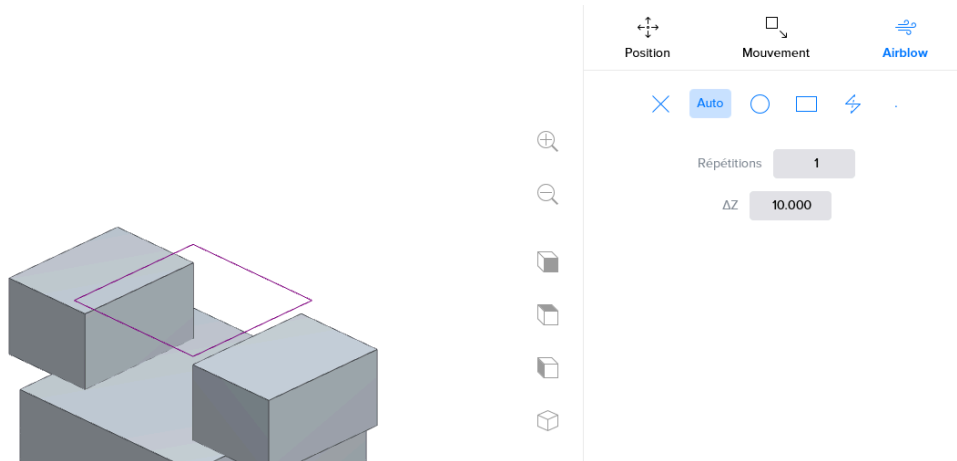 Position Mouvement Airblow
Auto
Répétitions 1
ΔZ 10.000